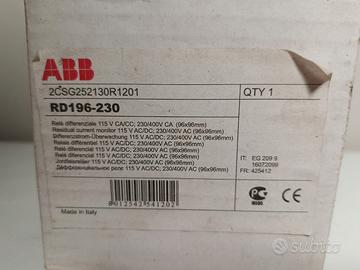 ABB
2CSG252130R1201
QTY 1
RD196-230
Relè differenziale 115 V CA/CC; 230/400V CA (96x96mm)
Residual current monitor 115 V AC/DC; 230/400V AC (96x96mm)
Differenzstrom-Überwachung 115 V AC/DC; 230/400V AC (96x96mm)
Relais différentiel 115 V AC/DC; 230/400V AC (96x96mm)
Relé diferencial 115 V AC/DC; 230/400V AC (96x96mm)
115 V AC/DC; 230/400V AC (96x96mm)
Дифференциальное реле 115 V AC/DC; 230/400V AC (96x96mm)
IT: EG 209 9
16072099
FR: 425412
8012542541202
Made in Italy
subito